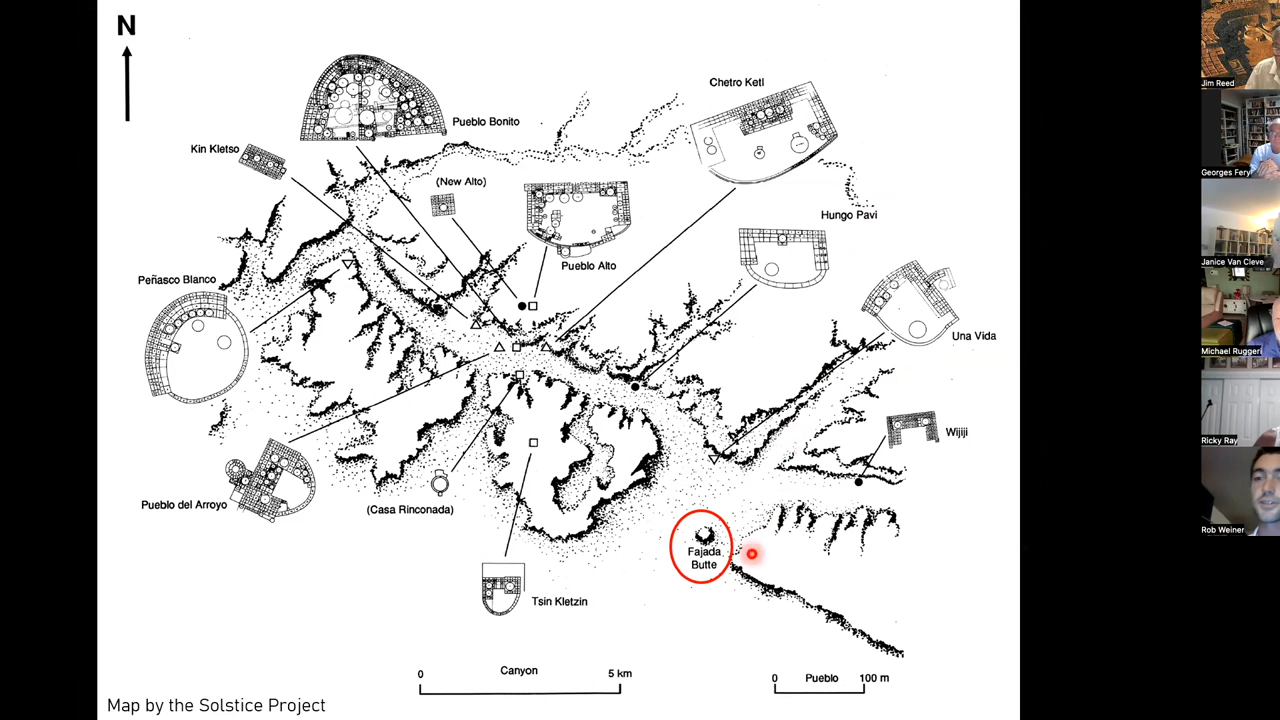 N
Pueblo Bonito
Chetro Ketl
Kin Kletso
(New Alto)
Hungo Pavi
Pueblo Alto
Peñasco Blanco
Una Vida
Wijiji
Pueblo del Arroyo
(Casa Rinconada)
Fajada
Butte
Tsin Kletzin
0 Canyon 5 km
0 Pueblo 100 m
Map by the Solstice Project
Jim Reed
Georges Fery
Janice Van Cleve
Michael Ruggeri
Ricky Ray
Rob Weiner